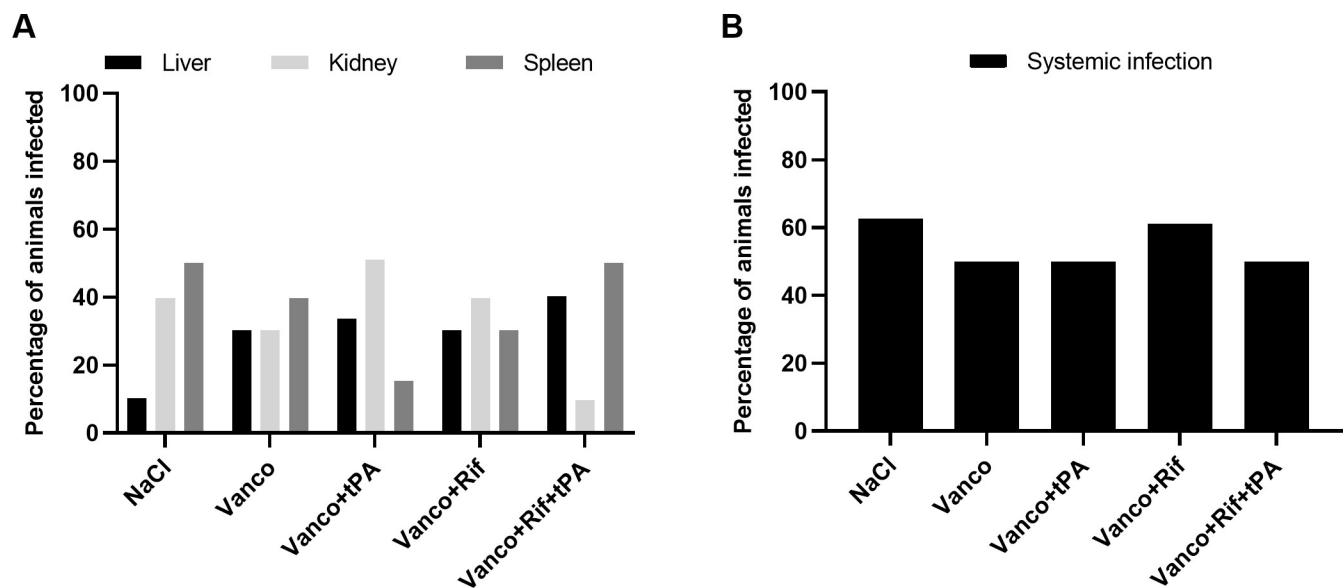 A
Liver Kidney Spleen
Percentage of animals infected
100
80
60
40
20
0
NaCl
Vanco
Vanco+tPA
Vanco+Rif
Vanco+Rif+tPA
B
Systemic infection
Percentage of animals infected
100
80
60
40
20
0
NaCl
Vanco
Vanco+tPA
Vanco+Rif
Vanco+Rif+tPA